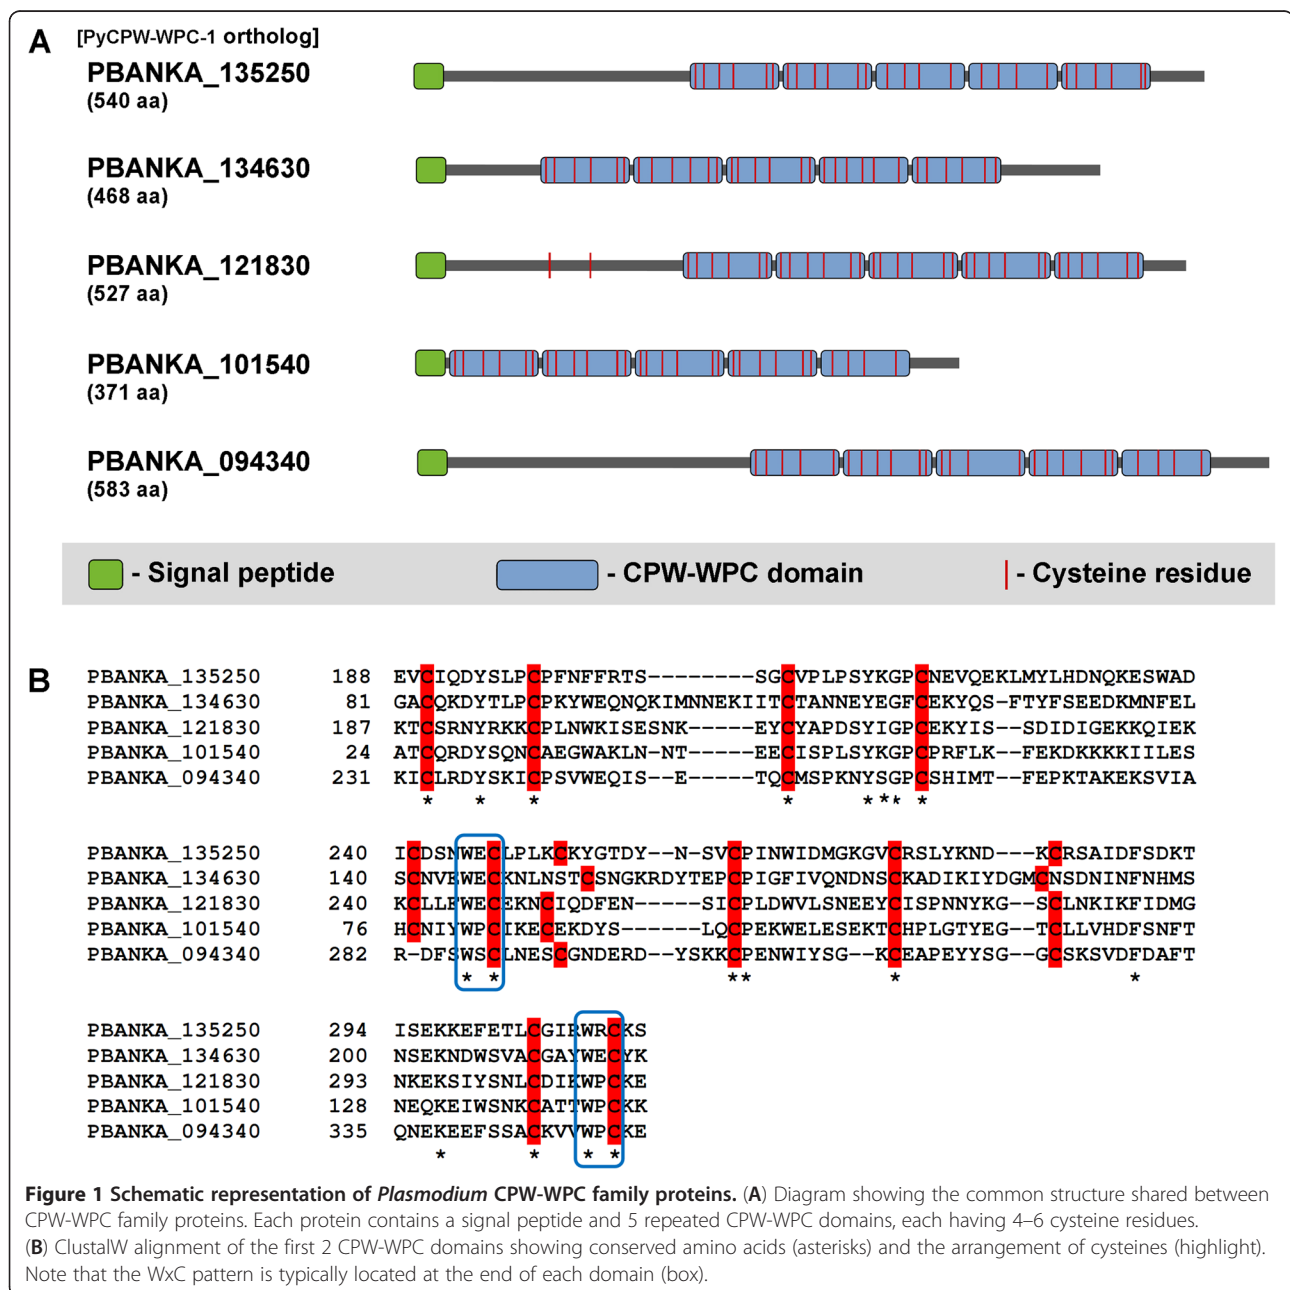 A
[PyCPW-WPC-1 ortholog]
PBANKA_135250
(540 aa)
PBANKA_134630
(468 aa)
PBANKA_121830
(527 aa)
PBANKA_101540
(371 aa)
PBANKA_094340
(583 aa)
- Signal peptide - CPW-WPC domain - Cysteine residue
B
PBANKA_135250 188 EVCIQDYSLPCPFNFFRTS--------SGCVPLPSYKGPCNEVQEKLMYLHDNQKESWAD
PBANKA_134630 81 GACQKDYTLPCPKYWEQNQKIMNNEKIITCTANNEYEGFCEKYQS-FTYFSEEDKMNFEL
PBANKA_121830 187 KTCSRNYRKKCPLNWKISESNK-----EYCYAPDSYIGPCEKYIS--SDIDIGEKKQIEK
PBANKA_101540 24 ATCQRDYSQNCAEGWAKLN-NT-----EECISPLSYKGPCPRFLK--FEKDKKKKIILES
PBANKA_094340 231 KICLRDYSKICPSVWEQIS--E-----TQCMSPKNYSGPCSHIMT--FEPKTAKEKSVIA
* * * * * * * *
PBANKA_135250 240 ICDSNWECLPLKCKYGTDY--N-SVCPINWIDMGKGVCRSLYKND---KCRSAIDFSDKT
PBANKA_134630 140 SCNVEWECKNLNSTCSNGKRDYTEPCPIGFIVQNDNSCKADIKIYDGMCNSDNINFNHMS
PBANKA_121830 240 KCLLFWECEKNCIQDFEN-----SICPLDWVLSNEEYCISPNNYKG--SCLNKIKFIDMG
PBANKA_101540 76 HCNIYWPCIKECEKDYS------LQCPEKWELESEKTCHPLGTYEG--TCLLVHDFSNFT
PBANKA_094340 282 R-DFSWSCLNESCGNDERD--YSKKCPENWIYSG--KCEAPEYYSG--GCSKSVDFDAFT
* * ** * *
PBANKA_135250 294 ISEKKEFETLCGIRWRCKS
PBANKA_134630 200 NSEKNDWSVACGAYWECYK
PBANKA_121830 293 NKEKSIYSNLCDIKWPCKE
PBANKA_101540 128 NEQKEIWSNKCATTWPCKK
PBANKA_094340 335 QNEKEEFSSACKVVWPCKE
* * * *
Figure 1 Schematic representation of Plasmodium CPW-WPC family proteins. (A) Diagram showing the common structure shared between
CPW-WPC family proteins. Each protein contains a signal peptide and 5 repeated CPW-WPC domains, each having 4–6 cysteine residues.
(B) ClustalW alignment of the first 2 CPW-WPC domains showing conserved amino acids (asterisks) and the arrangement of cysteines (highlight).
Note that the WxC pattern is typically located at the end of each domain (box).